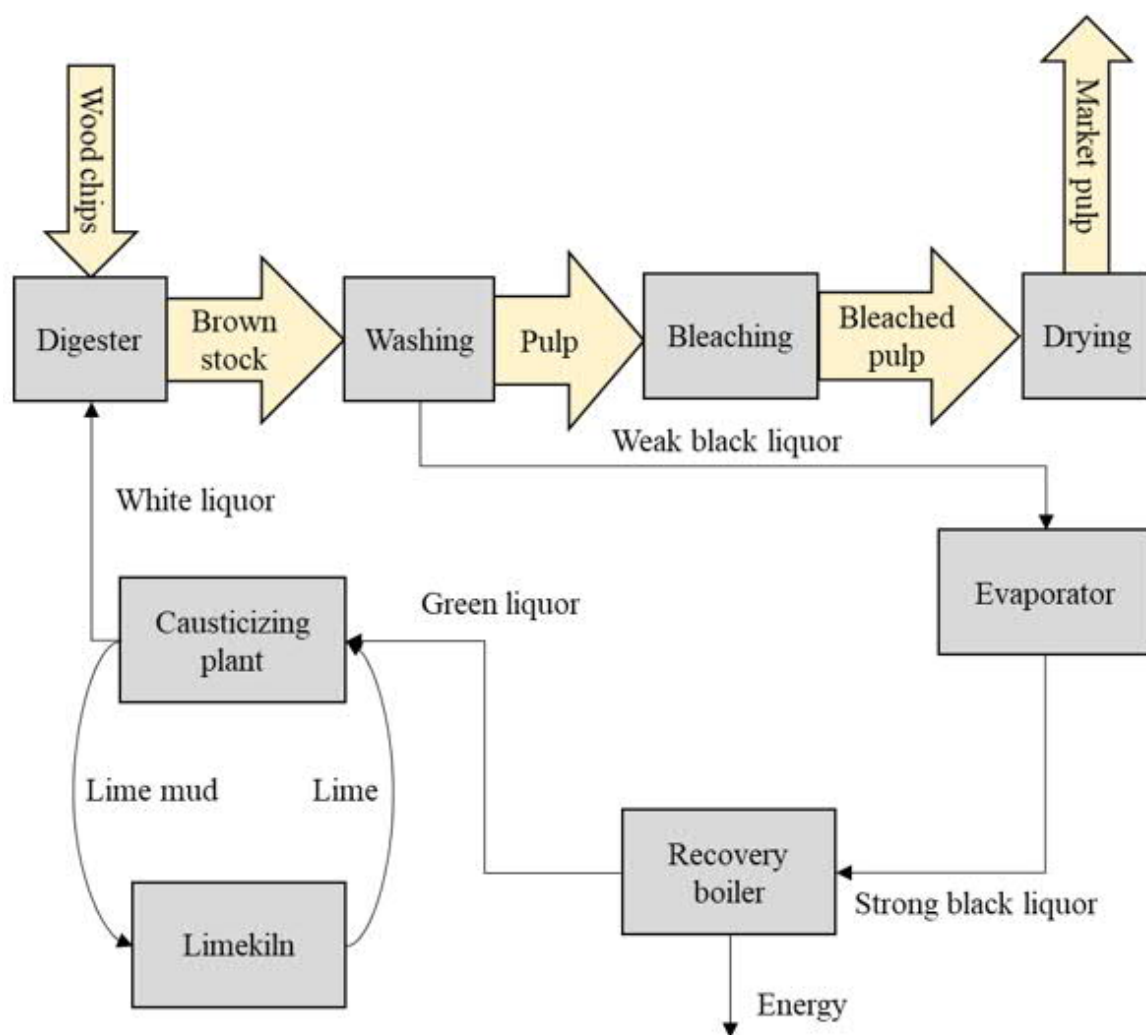 Wood chips
Market pulp
Digester
Brown
stock
Washing
Pulp
Bleaching
Bleached
pulp
Drying
Weak black liquor
White liquor
Evaporator
Green liquor
Causticizing
plant
Lime mud
Lime
Recovery
boiler
Strong black liquor
Limekiln
Energy